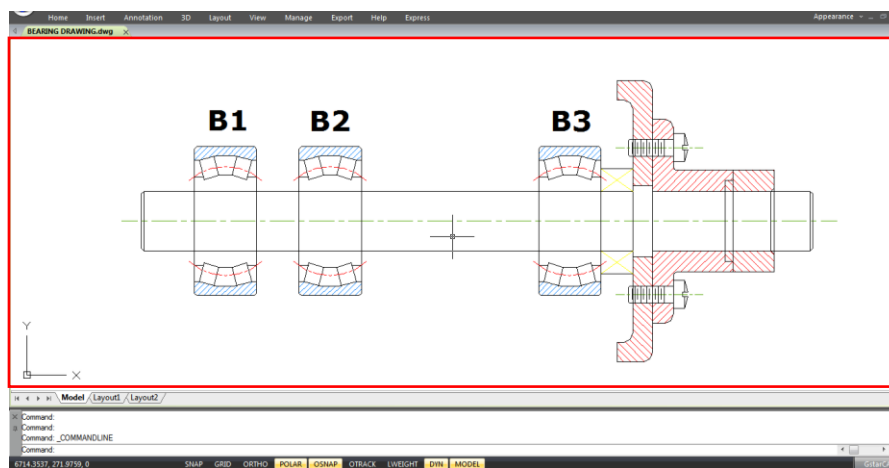 Home Insert Annotation 3D Layout View Manage Export Help Express Appearance
BEARING DRAWING.dwg
B1 B2 B3
Y
X
Model Layout1 Layout2
Command:
Command:
Command: _COMMANDLINE
Command:
6714.3537, 271.9759, 0 SNAP GRID ORTHO POLAR OSNAP OTRACK LWEIGHT DYN MODEL